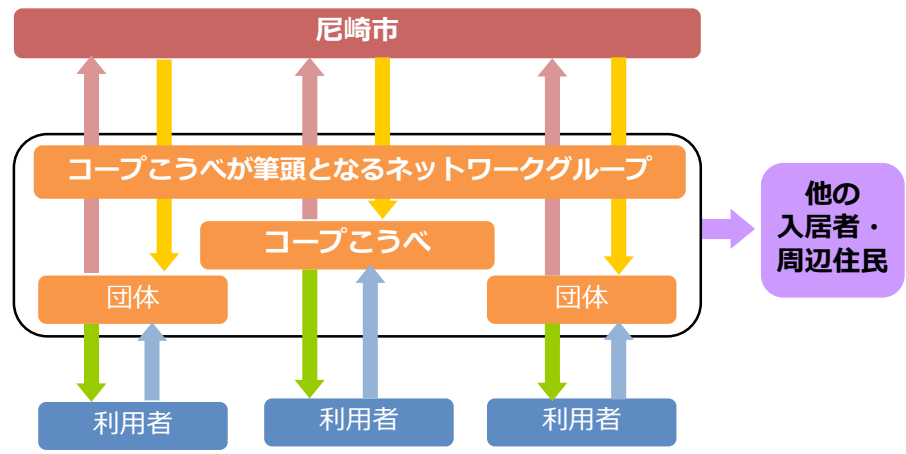 尼崎市
コープこうべが筆頭となるネットワークグループ
他の
入居者・
周辺住民
コープこうべ
団体
団体
利用者
利用者
利用者